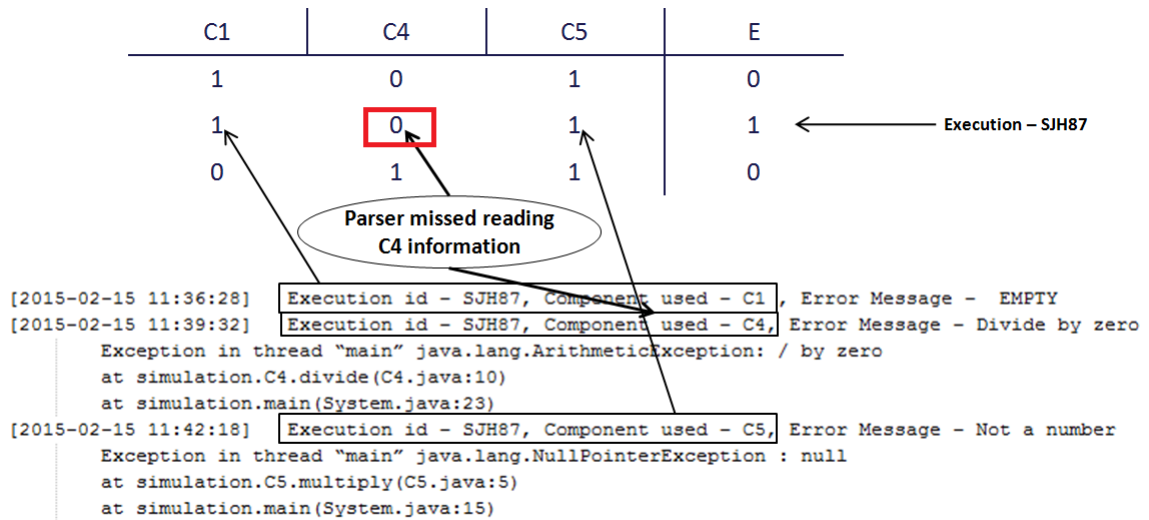 C1 C4 C5 E
1 0 1 0
1 0 1 1 Execution – SJH87
0 1 1 0
Parser missed reading
C4 information
[2015-02-15 11:36:28] Execution id - SJH87, Component used - C1 , Error Message - EMPTY
[2015-02-15 11:39:32] Execution id - SJH87, Component used - C4, Error Message - Divide by zero
Exception in thread “main” java.lang.ArithmeticException: / by zero
at simulation.C4.divide(C4.java:10)
at simulation.main(System.java:23)
[2015-02-15 11:42:18] Execution id - SJH87, Component used - C5, Error Message - Not a number
Exception in thread “main” java.lang.NullPointerException : null
at simulation.C5.multiply(C5.java:5)
at simulation.main(System.java:15)